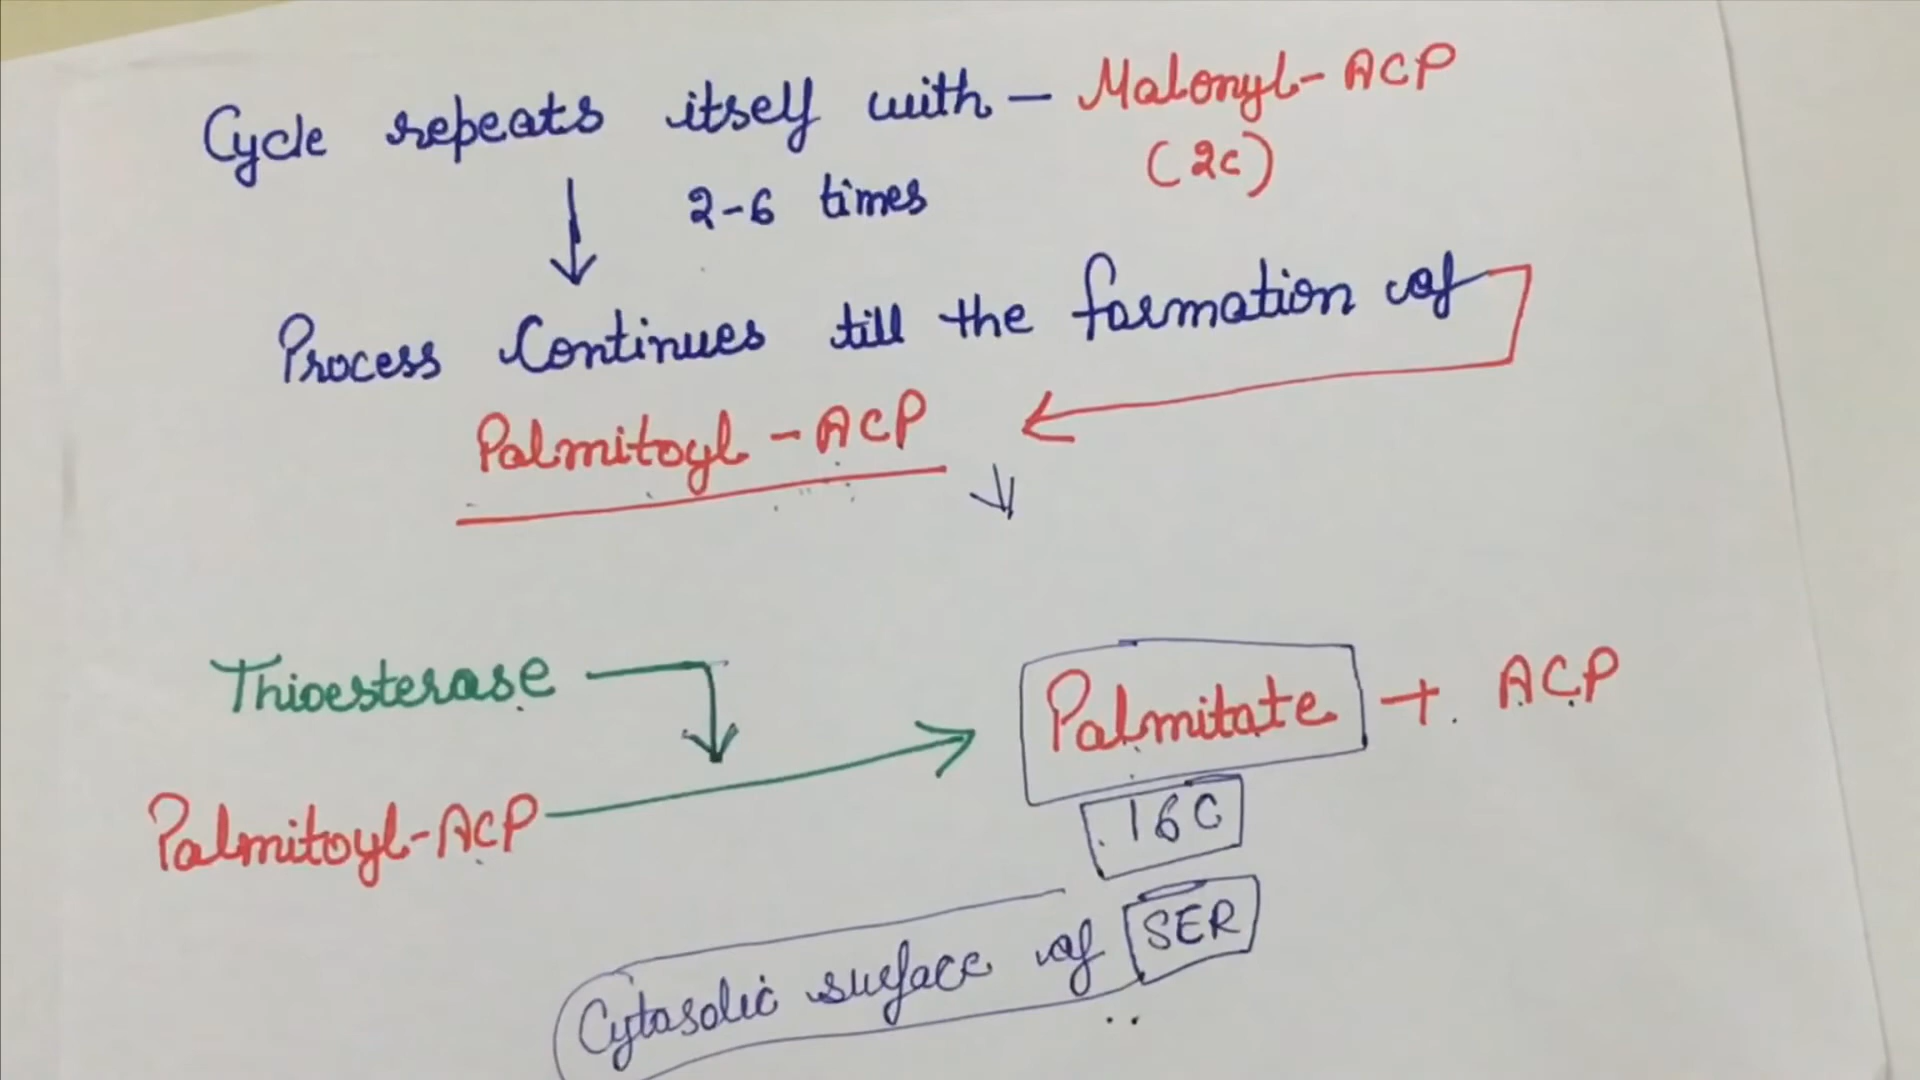 Cycle repeats itself with - Malonyl-ACP
(2C)
2-6 times
Process Continues till the formation of
Palmitoyl-ACP
Thioesterase
Palmitate + ACP
Palmitoyl-ACP
16C
Cytosolic surface of SER